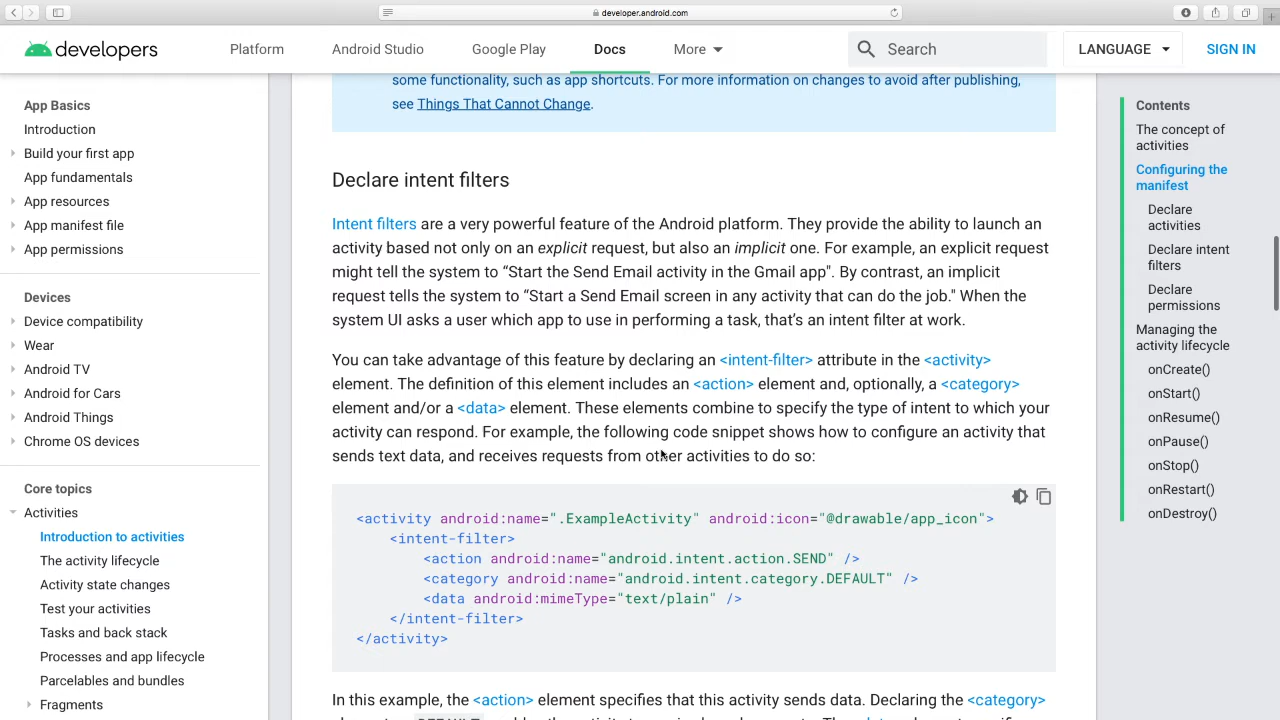 developer.android.com
developers
Platform
Android Studio
Google Play
Docs
More
Search
LANGUAGE
SIGN IN
App Basics
Introduction
Build your first app
App fundamentals
App resources
App manifest file
App permissions
Devices
Device compatibility
Wear
Android TV
Android for Cars
Android Things
Chrome OS devices
Core topics
Activities
Introduction to activities
The activity lifecycle
Activity state changes
Test your activities
Tasks and back stack
Processes and app lifecycle
Parcelables and bundles
Fragments
some functionality, such as app shortcuts. For more information on changes to avoid after publishing,
see Things That Cannot Change.
Declare intent filters
Intent filters are a very powerful feature of the Android platform. They provide the ability to launch an
activity based not only on an explicit request, but also an implicit one. For example, an explicit request
might tell the system to “Start the Send Email activity in the Gmail app". By contrast, an implicit
request tells the system to “Start a Send Email screen in any activity that can do the job." When the
system UI asks a user which app to use in performing a task, that’s an intent filter at work.
You can take advantage of this feature by declaring an <intent-filter> attribute in the <activity>
element. The definition of this element includes an <action> element and, optionally, a <category>
element and/or a <data> element. These elements combine to specify the type of intent to which your
activity can respond. For example, the following code snippet shows how to configure an activity that
sends text data, and receives requests from other activities to do so:
<activity android:name=".ExampleActivity" android:icon="@drawable/app_icon">
<intent-filter>
<action android:name="android.intent.action.SEND" />
<category android:name="android.intent.category.DEFAULT" />
<data android:mimeType="text/plain" />
</intent-filter>
</activity>
In this example, the <action> element specifies that this activity sends data. Declaring the <category>
Contents
The concept of
activities
Configuring the
manifest
Declare
activities
Declare intent
filters
Declare
permissions
Managing the
activity lifecycle
onCreate()
onStart()
onResume()
onPause()
onStop()
onRestart()
onDestroy()